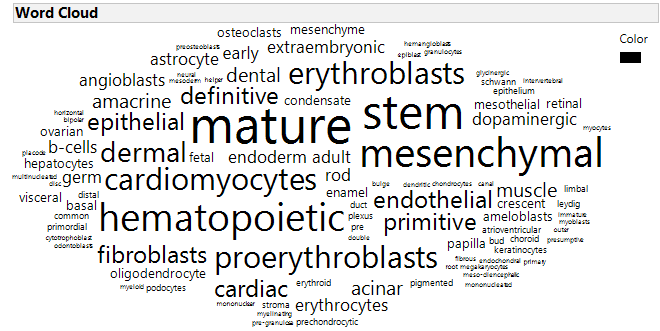 Word Cloud
Color
osteoclasts mesenchyme
preosteoblasts early extraembryonic hemangioblasts
astrocyte epiblast granulocytes
neural dental erythroblasts glycinergic
angioblasts mesoderm helper schwann intervertebral
epithelium
amacrine definitive condensate stem mesothelial retinal
horizontal epithelial mature dopaminergic
bipolar
ovarian myocytes
placode b-cells dermal fetal endoderm adult mesenchymal
hepatocytes
multinucleated germ cardiomyocytes rod bulge dendritic chondrocytes canal
disc
visceral distal enamel endothelial muscle limbal
basal duct crescent leydig
common hematopoietic plexus primitive ameloblasts immature
primordial pre atrioventricular myoblasts
outer
cytotrophoblast double papilla bud choroid presumptive
odontoblasts fibroblasts proerythroblasts keratinocytes
fibrous endochondral primary
oligodendrocyte root megakaryocytes
meso-diencephalic
myeloid podocytes cardiac erythroid acinar pigmented mononucleated
mononuclear stroma erythrocytes
myelinating
pre-granulosa prechondrocytic